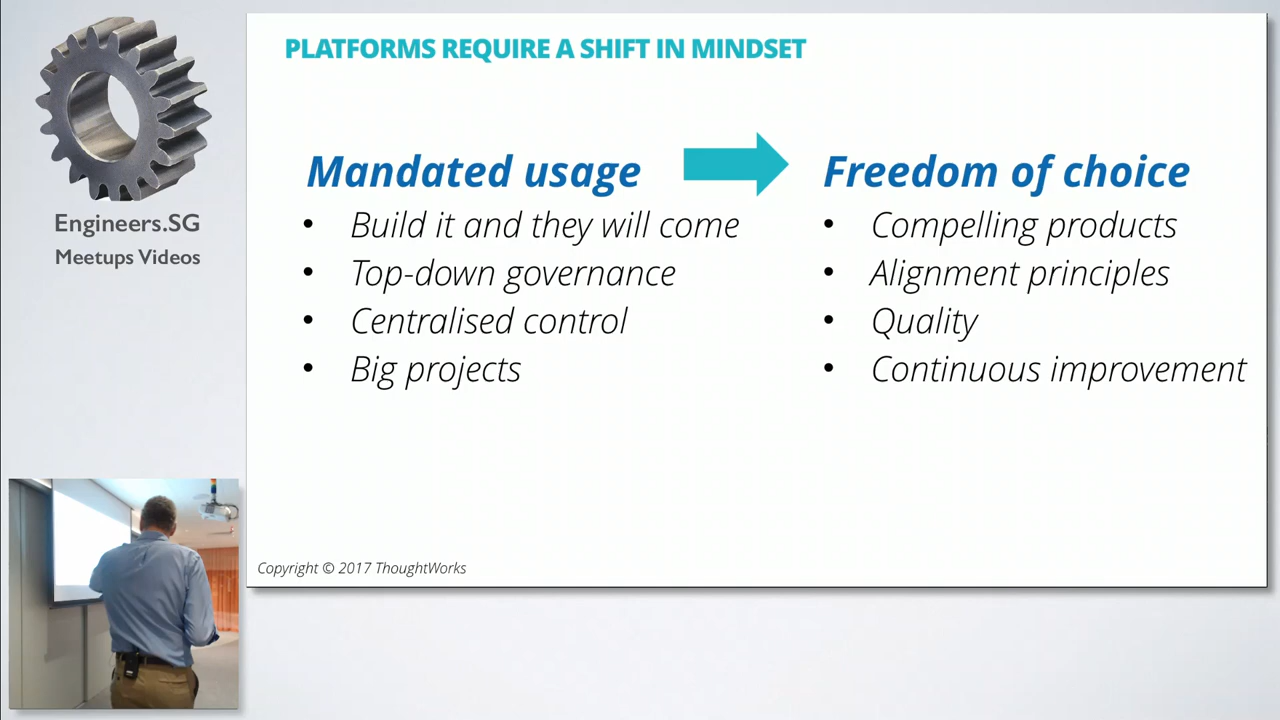 Engineers.SG
Meetups Videos
PLATFORMS REQUIRE A SHIFT IN MINDSET
Mandated usage
• Build it and they will come
• Top-down governance
• Centralised control
• Big projects
Freedom of choice
• Compelling products
• Alignment principles
• Quality
• Continuous improvement
Copyright © 2017 ThoughtWorks